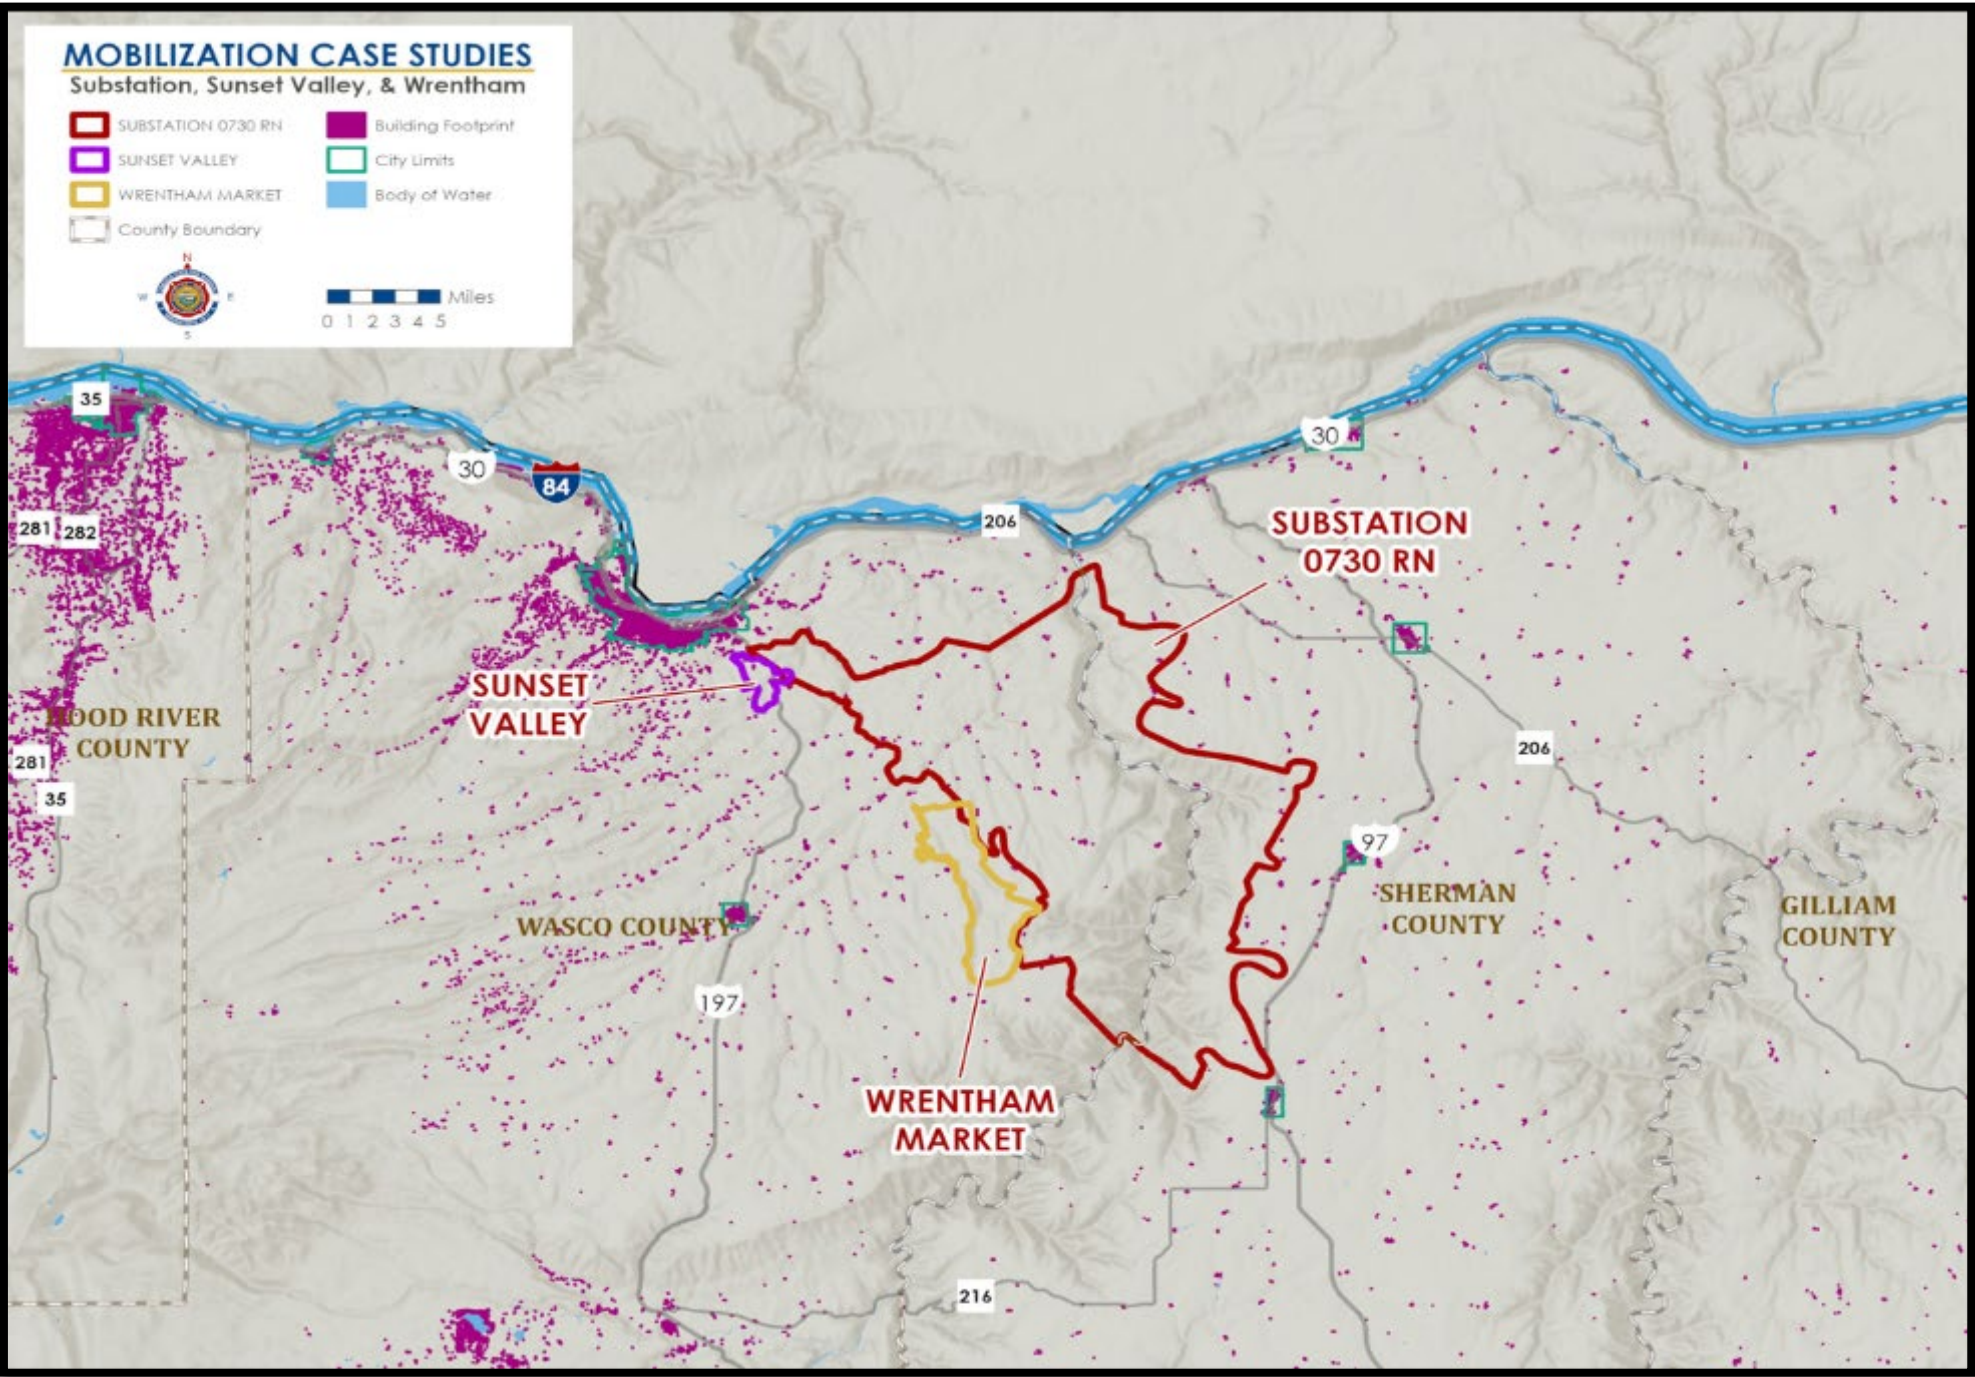 MOBILIZATION CASE STUDIES
Substation, Sunset Valley, & Wrentham
SUBSTATION 0730 RN
SUNSET VALLEY
WRENTHAM MARKET
County Boundary
Building Footprint
City Limits
Body of Water
N
W
E
S
Miles
0 1 2 3 4 5
35
30
84
281
282
206
30
SUBSTATION
0730 RN
SUNSET
VALLEY
HOOD RIVER
COUNTY
281
35
206
97
WASCO COUNTY
SHERMAN
COUNTY
GILLIAM
COUNTY
197
WRENTHAM
MARKET
216